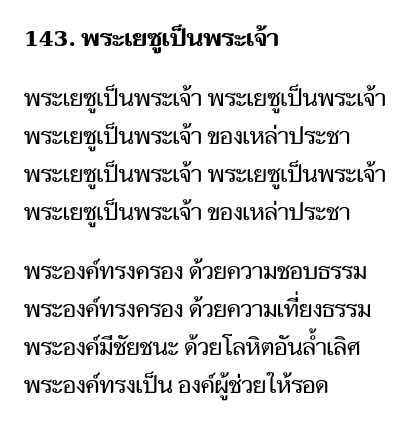 143. พระเยซูเป็นพระเจ้า
พระเยซูเป็นพระเจ้า พระเยซูเป็นพระเจ้า
พระเยซูเป็นพระเจ้า ของเหล่าประชา
พระเยซูเป็นพระเจ้า พระเยซูเป็นพระเจ้า
พระเยซูเป็นพระเจ้า ของเหล่าประชา
พระองค์ทรงครอง ด้วยความชอบธรรม
พระองค์ทรงครอง ด้วยความเที่ยงธรรม
พระองค์มีชัยชนะ ด้วยโลหิตอันล้ำเลิศ
พระองค์ทรงเป็น องค์ผู้ช่วยให้รอด